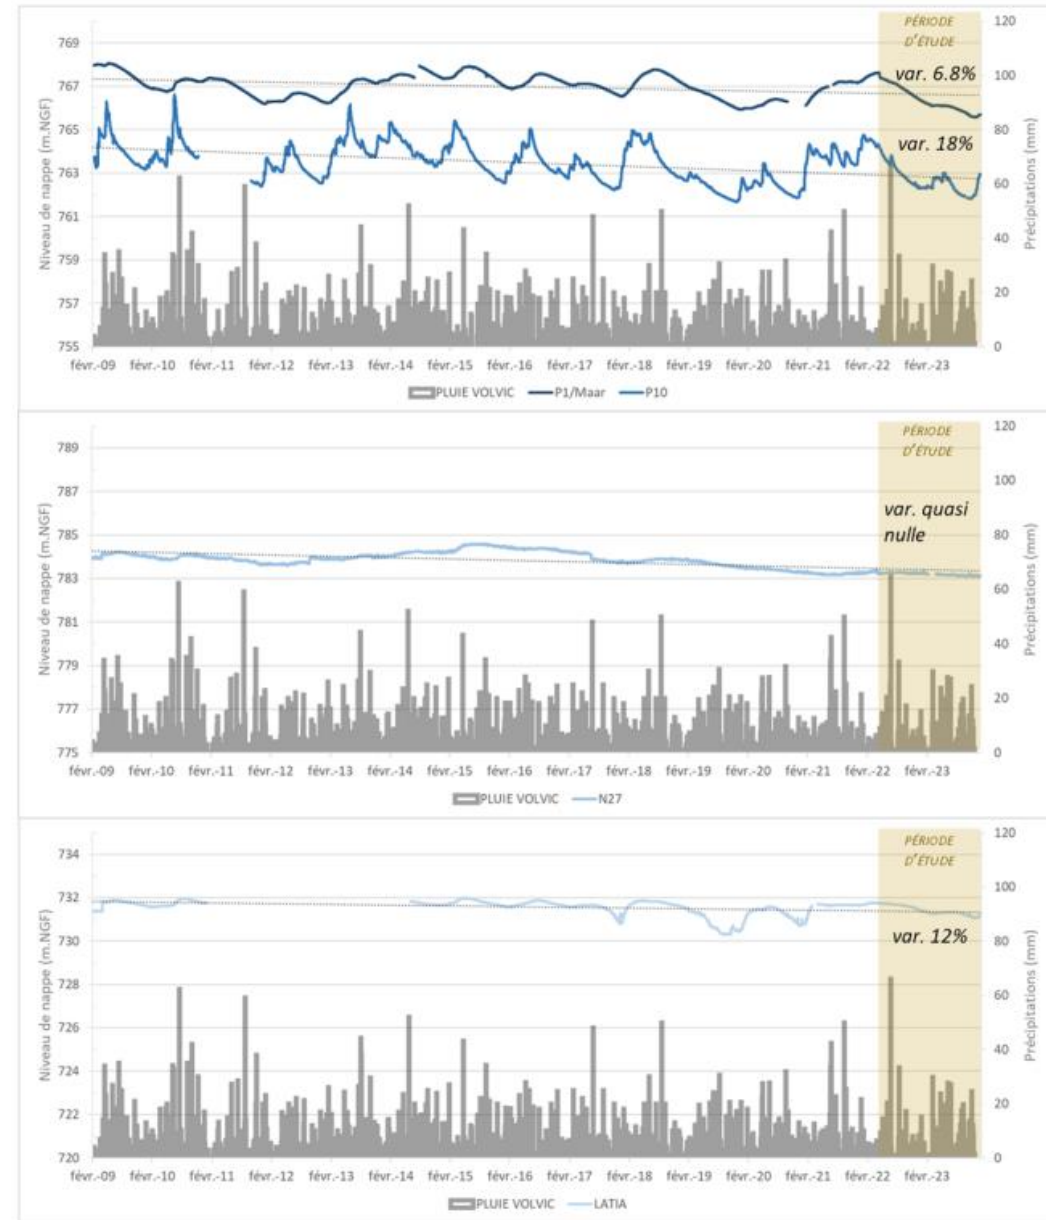 PÉRIODE
D'ÉTUDE
var. 6.8%
var. 18%
769
767
765
763
761
759
757
755
120
100
80
60
40
20
0
Niveau de nappe (m.NGF)
Précipitations (mm)
févr.-09 févr.-10 févr.-11 févr.-12 févr.-13 févr.-14 févr.-15 févr.-16 févr.-17 févr.-18 févr.-19 févr.-20 févr.-21 févr.-22 févr.-23
PLUIE VOLVIC P1/Maar P10
PÉRIODE
D'ÉTUDE
var. quasi
nulle
789
787
785
783
781
779
777
775
120
100
80
60
40
20
0
Niveau de nappe (m.NGF)
Précipitations (mm)
févr.-09 févr.-10 févr.-11 févr.-12 févr.-13 févr.-14 févr.-15 févr.-16 févr.-17 févr.-18 févr.-19 févr.-20 févr.-21 févr.-22 févr.-23
PLUIE VOLVIC N27
PÉRIODE
D'ÉTUDE
var. 12%
734
732
730
728
726
724
722
720
120
100
80
60
40
20
0
Niveau de nappe (m.NGF)
Précipitations (mm)
févr.-09 févr.-10 févr.-11 févr.-12 févr.-13 févr.-14 févr.-15 févr.-16 févr.-17 févr.-18 févr.-19 févr.-20 févr.-21 févr.-22 févr.-23
PLUIE VOLVIC LATIA